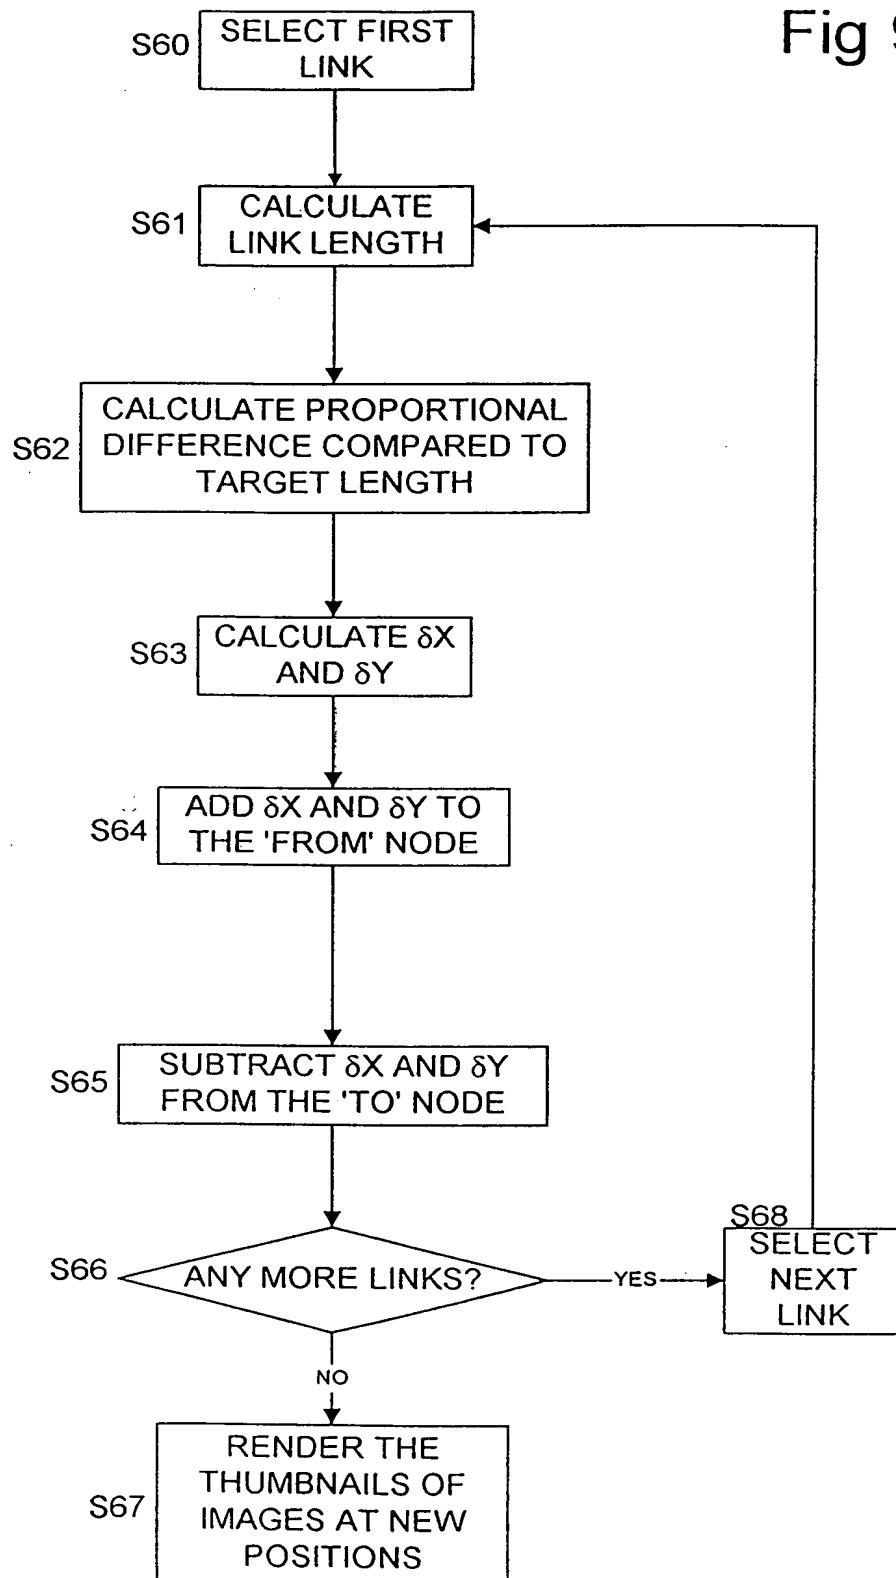 Fig 9
S60
SELECT FIRST
LINK
S61
CALCULATE
LINK LENGTH
S62
CALCULATE PROPORTIONAL
DIFFERENCE COMPARED TO
TARGET LENGTH
S63
CALCULATE δX
AND δY
S64
ADD δX AND δY TO
THE 'FROM' NODE
S65
SUBTRACT δX AND δY
FROM THE 'TO' NODE
S66
ANY MORE LINKS?
YES
S68
SELECT
NEXT
LINK
NO
S67
RENDER THE
THUMBNAILS OF
IMAGES AT NEW
POSITIONS